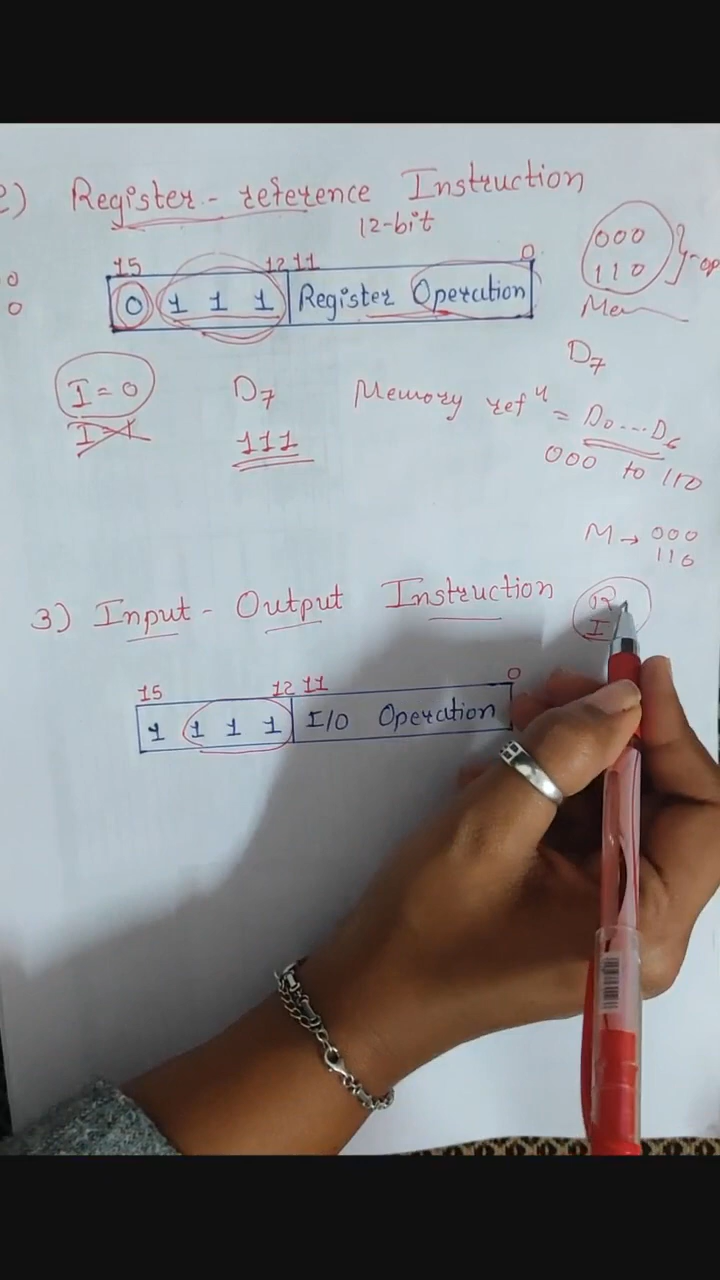 2) Register - reference Instruction
12-bit
15 12 11 0
0 1 1 1 Register Operation
000
110
op
0
0
I = 0
I = 1
D7
111
D7
Memory ref " = D0...D6
000 to 110
M → 000
110
3) Input - Output Instruction
I
15 12 11 0
1 1 1 1 I/O Operation